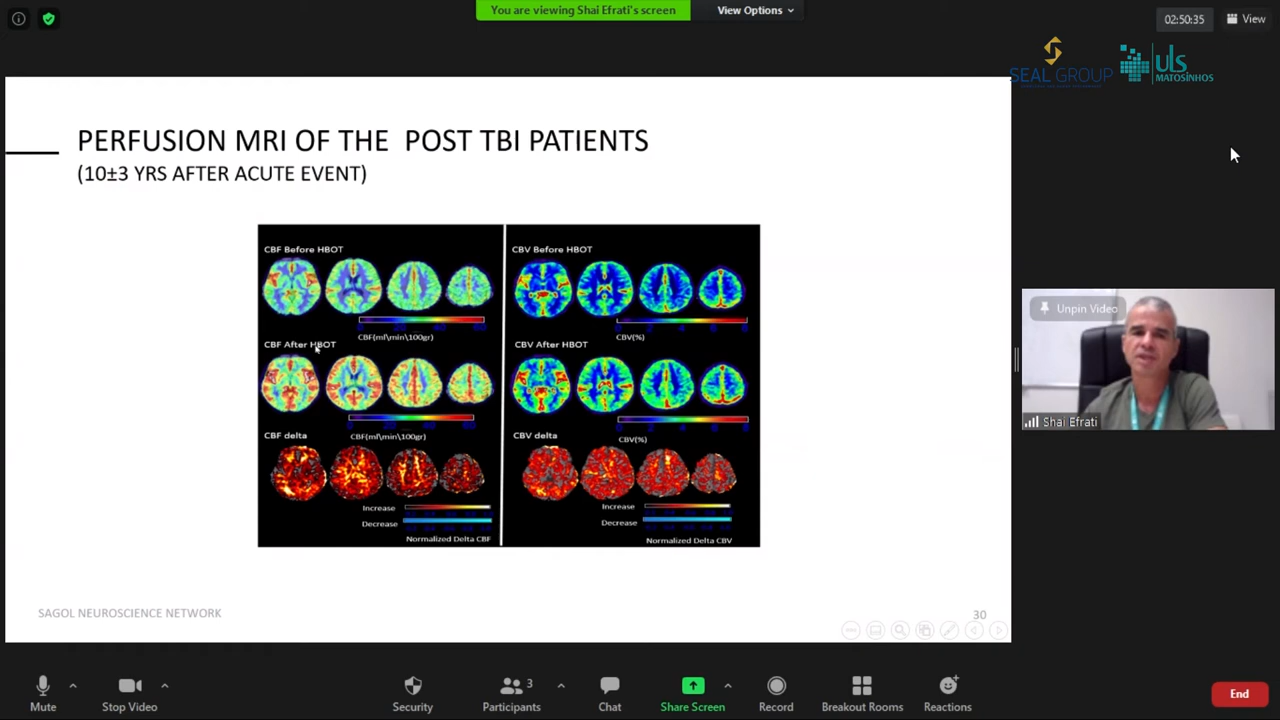 You are viewing Shai Efrati's screen
View Options
02:50:35
View
SEAL GROUP
uls
MATOSINHOS
PERFUSION MRI OF THE POST TBI PATIENTS
(10±3 YRS AFTER ACUTE EVENT)
CBF Before HBOT
CBF(ml\min\100gr)
CBF After HBOT
CBF(ml\min\100gr)
CBF delta
Increase
Decrease
Normalized Delta CBF
CBV Before HBOT
CBV(%)
CBV After HBOT
CBV(%)
CBV delta
Increase
Decrease
Normalized Delta CBV
Unpin Video
Shai Efrati
SAGOL NEUROSCIENCE NETWORK
30
Mute
Stop Video
Security
3
Participants
Chat
Share Screen
Record
Breakout Rooms
Reactions
End